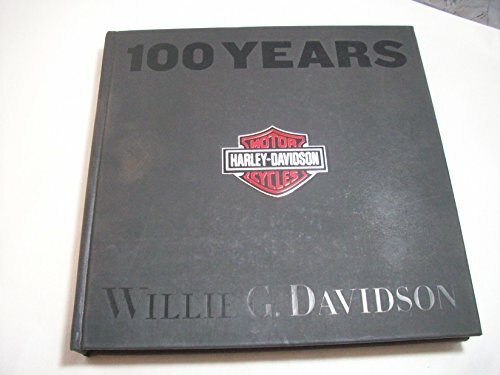 100 YEARS
MOTOR
HARLEY-DAVIDSON
CYCLES
WILLIE G. DAVIDSON